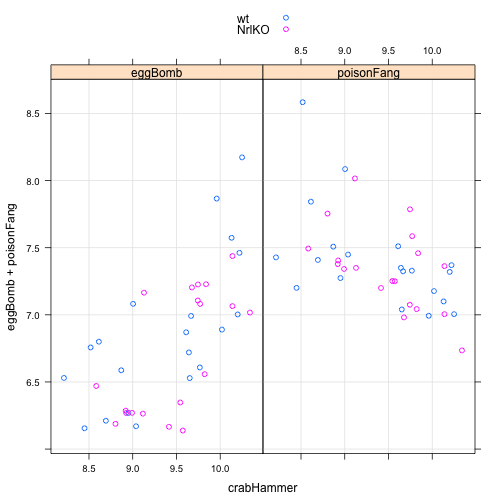 wt
NrlKO
8.5 9.0 9.5 10.0
eggBomb poisonFang
8.5
8.0
7.5
7.0
6.5
eggBomb + poisonFang
8.5 9.0 9.5 10.0
crabHammer